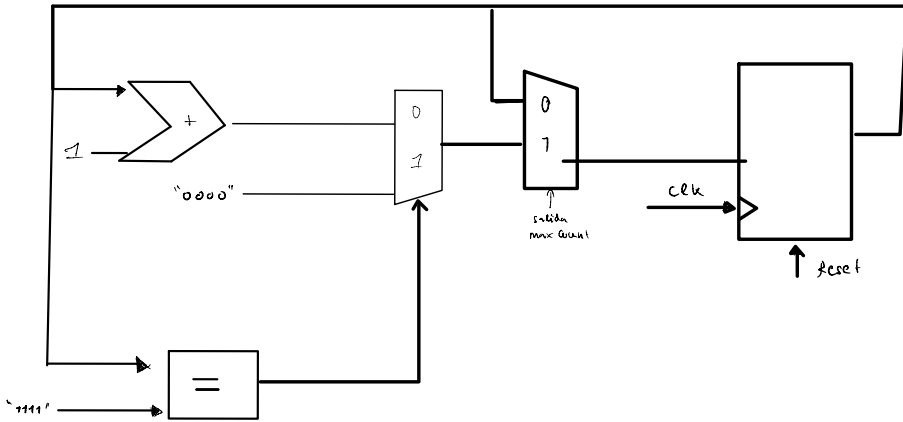 +
0
1
1
"0000"
0
1
salida
max count
clk
Reset
=
"1111"